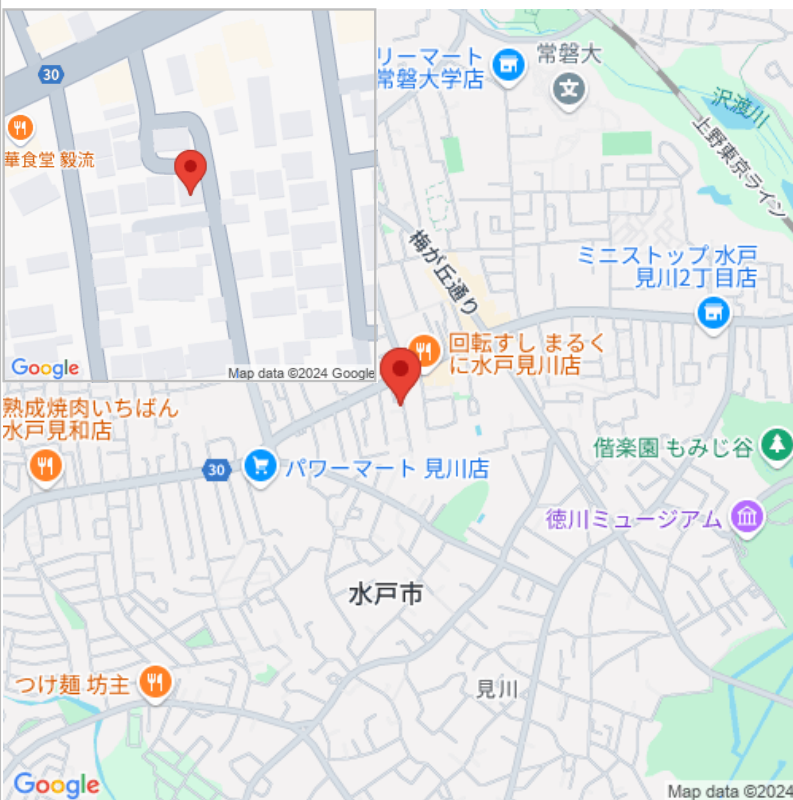 30
華食堂 毅流
Google
Map data ©2024 Google
リーマート
常磐大学店
常磐大
沢渡川
上野東京ライン
梅が丘通り
ミニストップ 水戸
見川2丁目店
回転すし まるく
に水戸見川店
熟成焼肉いちばん
水戸見和店
30
パワーマート 見川店
偕楽園 もみじ谷
徳川ミュージアム
水戸市
つけ麺 坊主
見川
Google
Map data ©2024